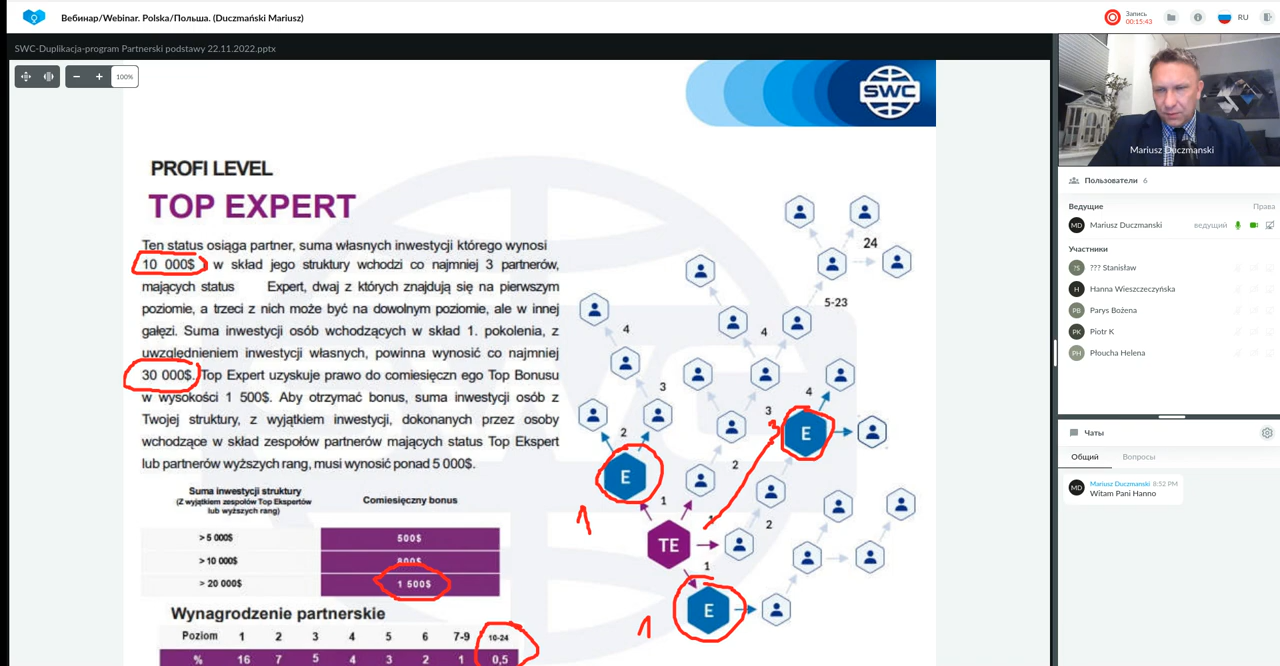 Вебинар/Webinar. Polska/Польша. (Duczmański Mariusz)
Запись
00:15:43
RU
SWC-Duplikacja-program Partnerski podstawy 22.11.2022.pptx
100%
SWC
PROFI LEVEL
TOP EXPERT
Ten status osiąga partner, suma własnych inwestycji którego wynosi
10 000$ w skład jego struktury wchodzi co najmniej 3 partnerów,
mających status Expert, dwaj z których znajdują się na pierwszym
poziomie, a trzeci z nich może być na dowolnym poziomie, ale w innej
gałęzi. Suma inwestycji osób wchodzących w skład 1. pokolenia, z
uwzględnieniem inwestycji własnych, powinna wynosić co najmniej
30 000$. Top Expert uzyskuje prawo do comiesięczn ego Top Bonusu
w wysokości 1 500$. Aby otrzymać bonus, suma inwestycji osób z
Twojej struktury, z wyjątkiem inwestycji, dokonanych przez osoby
wchodzące w skład zespołów partnerów mających status Top Ekspert
lub partnerów wyższych rang, musi wynosić ponad 5 000$.
Suma inwestycji struktury
(Z wyjątkiem zespołów Top Ekspertów
lub wyższych rang)
Comiesięczny bonus
> 5 000$ 500$
> 10 000$ 800$
> 20 000$ 1 500$
Wynagrodzenie partnerskie
Poziom 1 2 3 4 5 6 7-9 10-24
% 16 7 5 4 3 2 1 0,5
24
5-23
4
4
3
4
3
3
E
2
E
2
1
1
1
2
TE
1
E
1
Mariusz Duczmanski
Пользователи 6
Ведущие Права
MD Mariusz Duczmanski ведущий
Участники
?S ??? Stanisław
H Hanna Wieszczeczyńska
PB Parys Bożena
PK Piotr K
PH Płoucha Helena
Чаты
Общий Вопросы
MD Mariusz Duczmanski 8:52 PM
Witam Pani Hanno